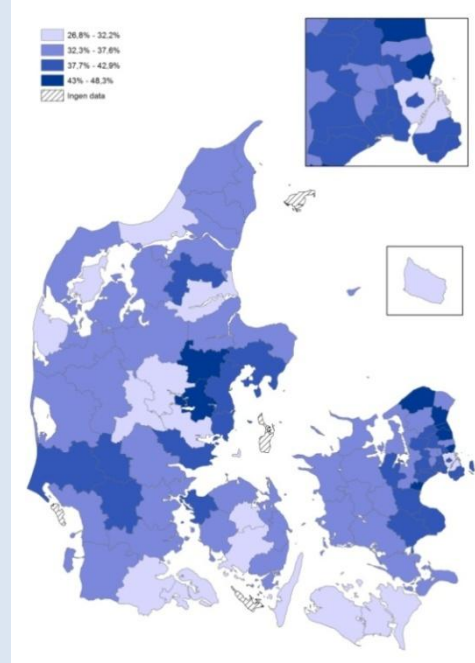 26,8% - 32,2%
32,3% - 37,6%
37,7% - 42,9%
43% - 48,3%
Ingen data